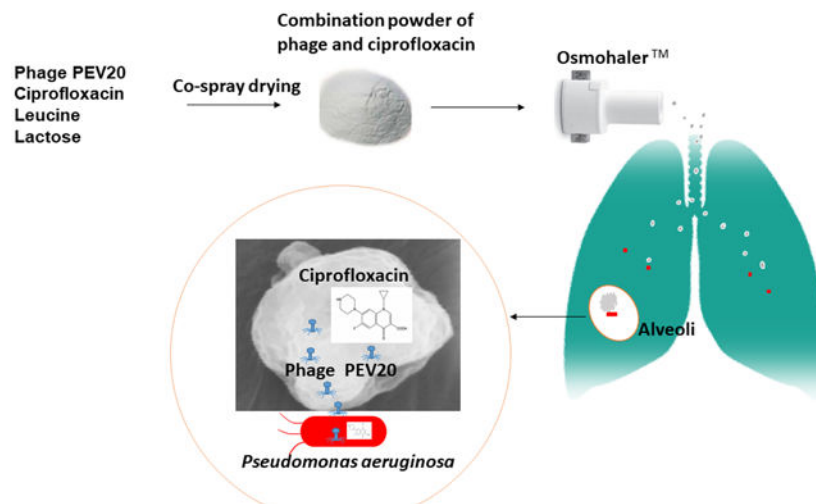 Combination powder of
phage and ciprofloxacin
Osmohaler™
Phage PEV20
Ciprofloxacin
Leucine
Lactose
Co-spray drying
Ciprofloxacin
Phage PEV20
Alveoli
Pseudomonas aeruginosa